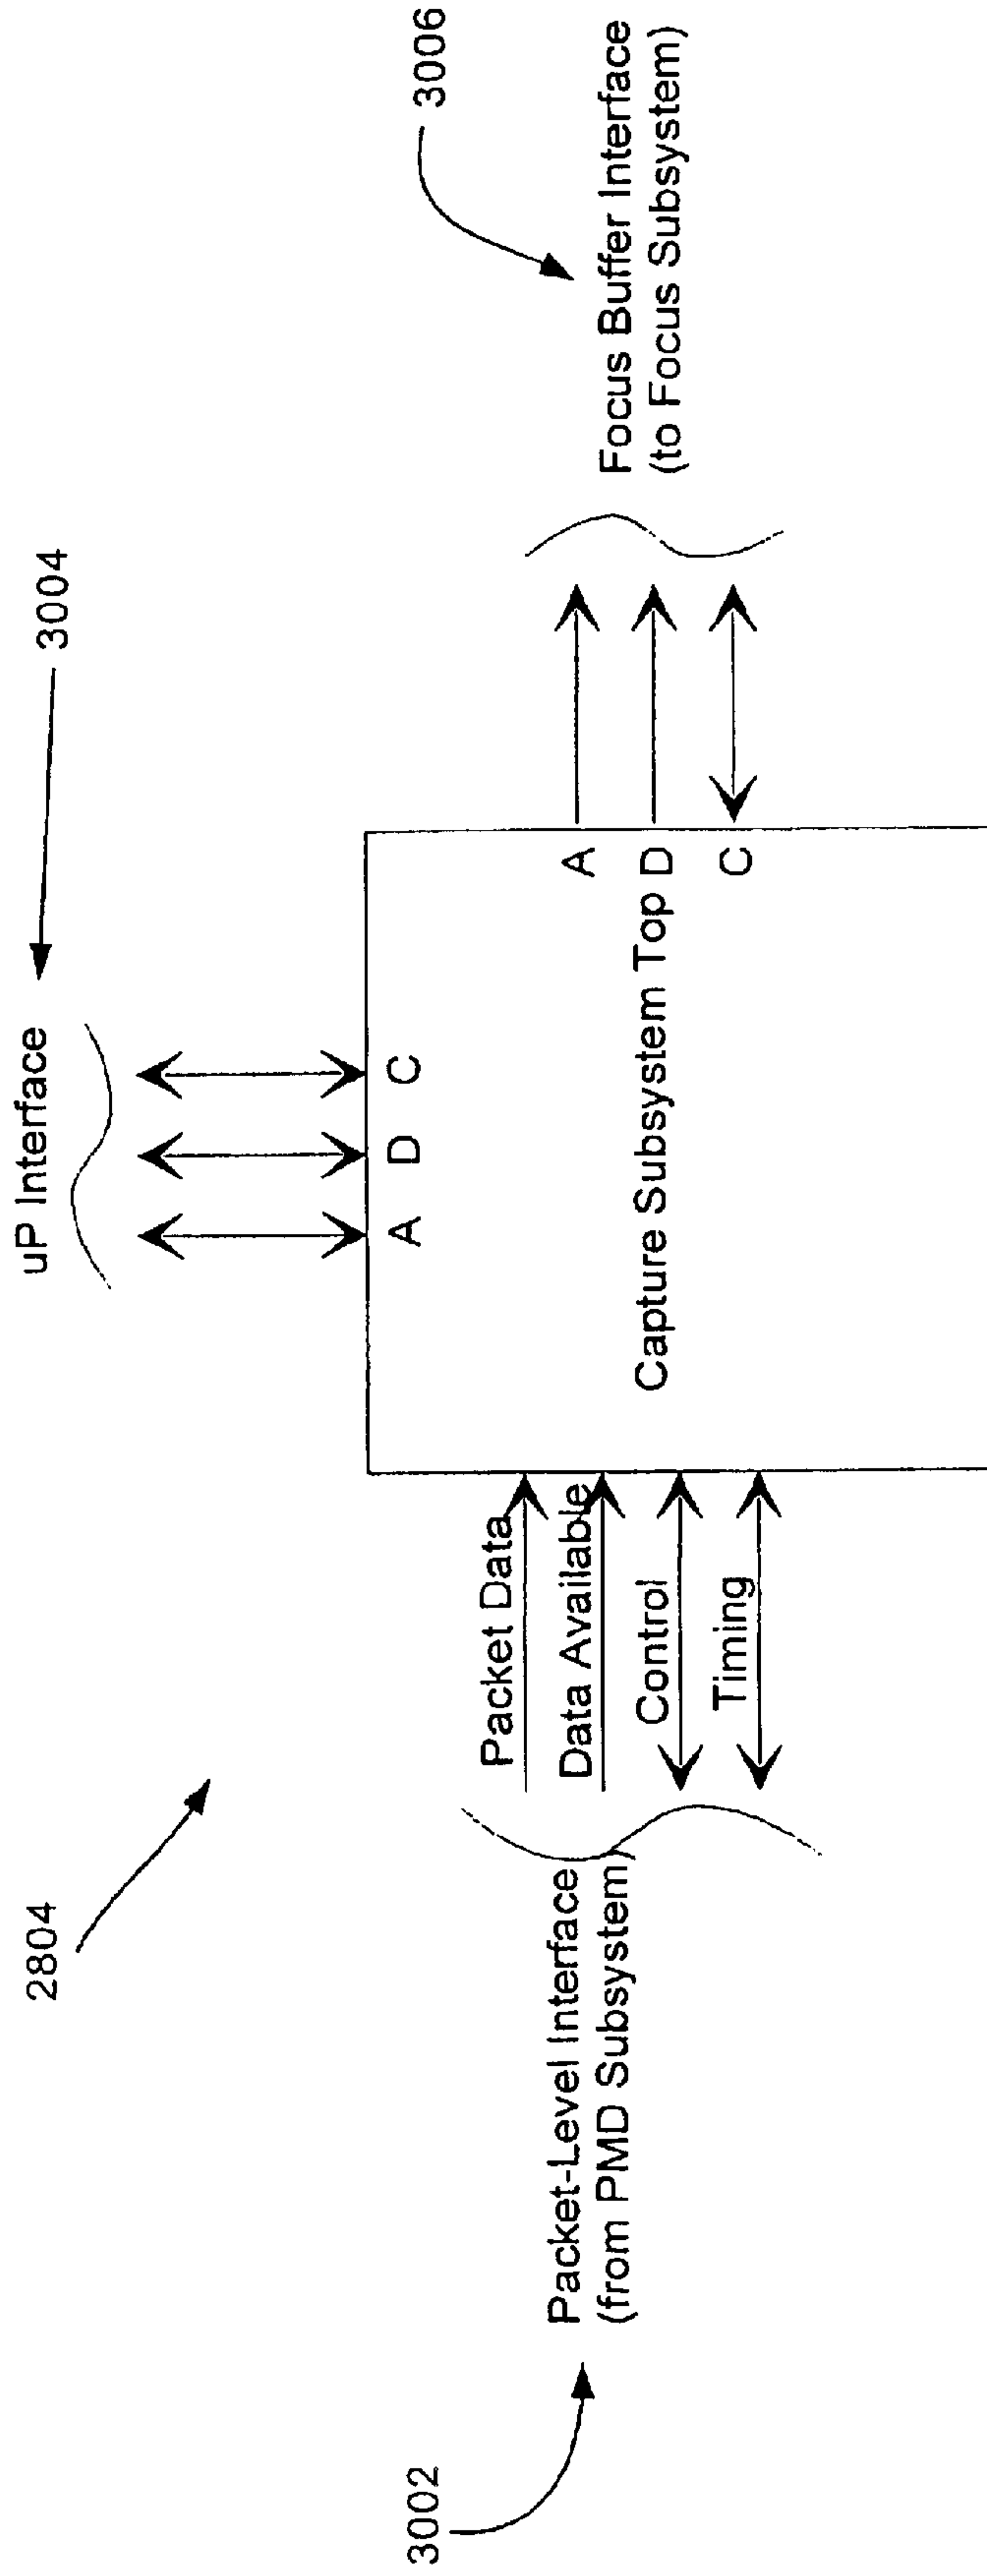 2804
3004
uP Interface
3006
A D C
Packet Data
Data Available
Control
Timing
Packet-Level Interface
(from PMD Subsystem)
3002
Capture Subsystem Top
A
D
C
Focus Buffer Interface
(to Focus Subsystem)